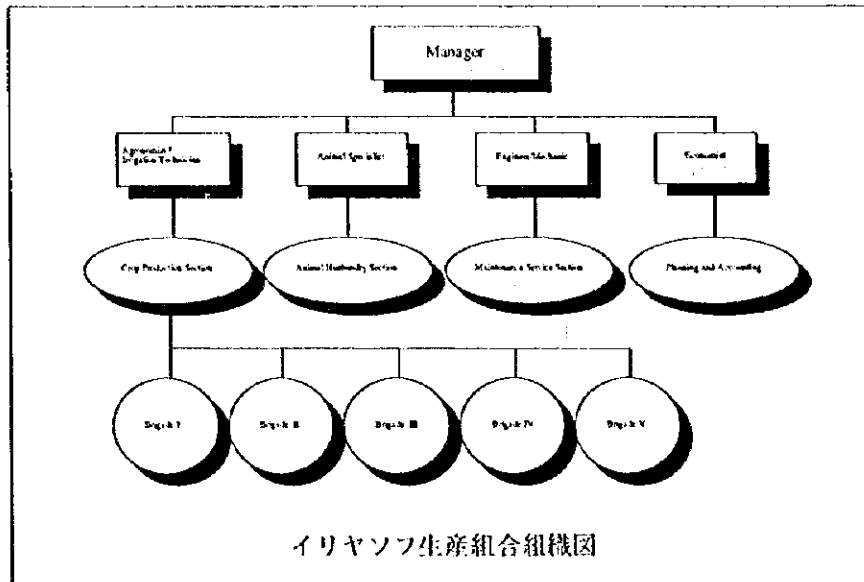 Manager
Agronomist
Irrigation Technician
Animal Specialist
Engineer/Mechanic
Economist
Crop Production Section
Animal Husbandry Section
Maintenance Service Section
Planning and Accounting
Brigade I
Brigade II
Brigade III
Brigade IV
Brigade V
イリヤソフ生産組合組織図